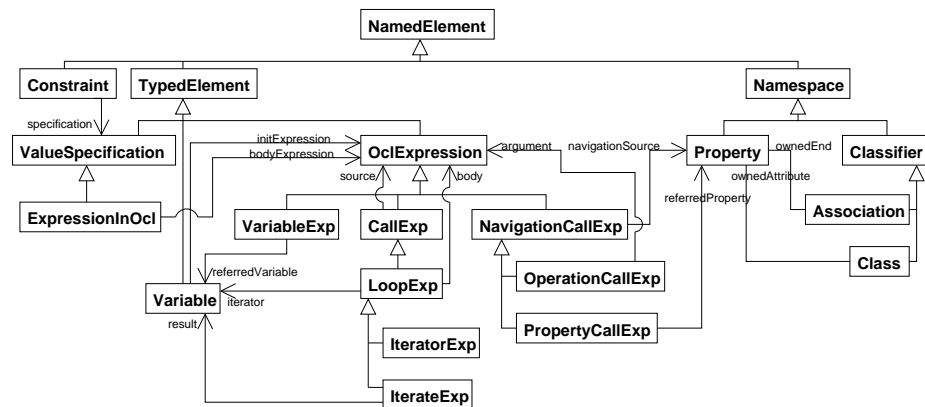 NamedElement
Constraint
TypedElement
Namespace
specification
ValueSpecification
initExpression
bodyExpression
OclExpression
argument
navigationSource
Property
ownedEnd
Classifier
source
body
ownedAttribute
referredProperty
ExpressionInOcl
VariableExp
CallExp
NavigationCallExp
Association
referredVariable
Class
LoopExp
OperationCallExp
Variable
iterator
result
PropertyCallExp
IteratorExp
IterateExp